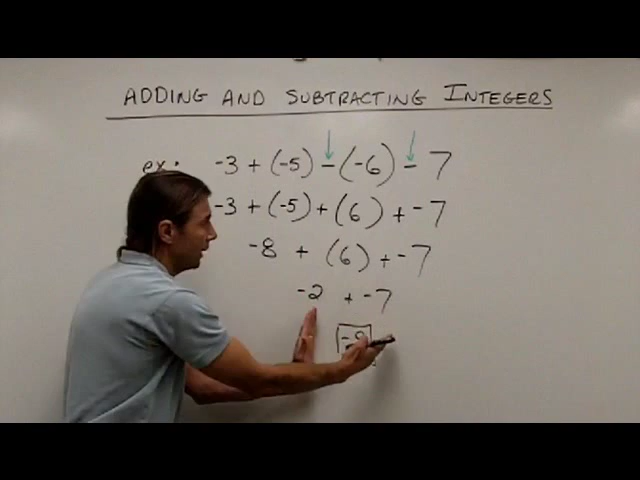 ADDING AND SUBTRACTING INTEGERS
ex: -3 + (-5) - (-6) - 7
-3 + (-5) + (6) + -7
-8 + (6) + -7
-2 + -7